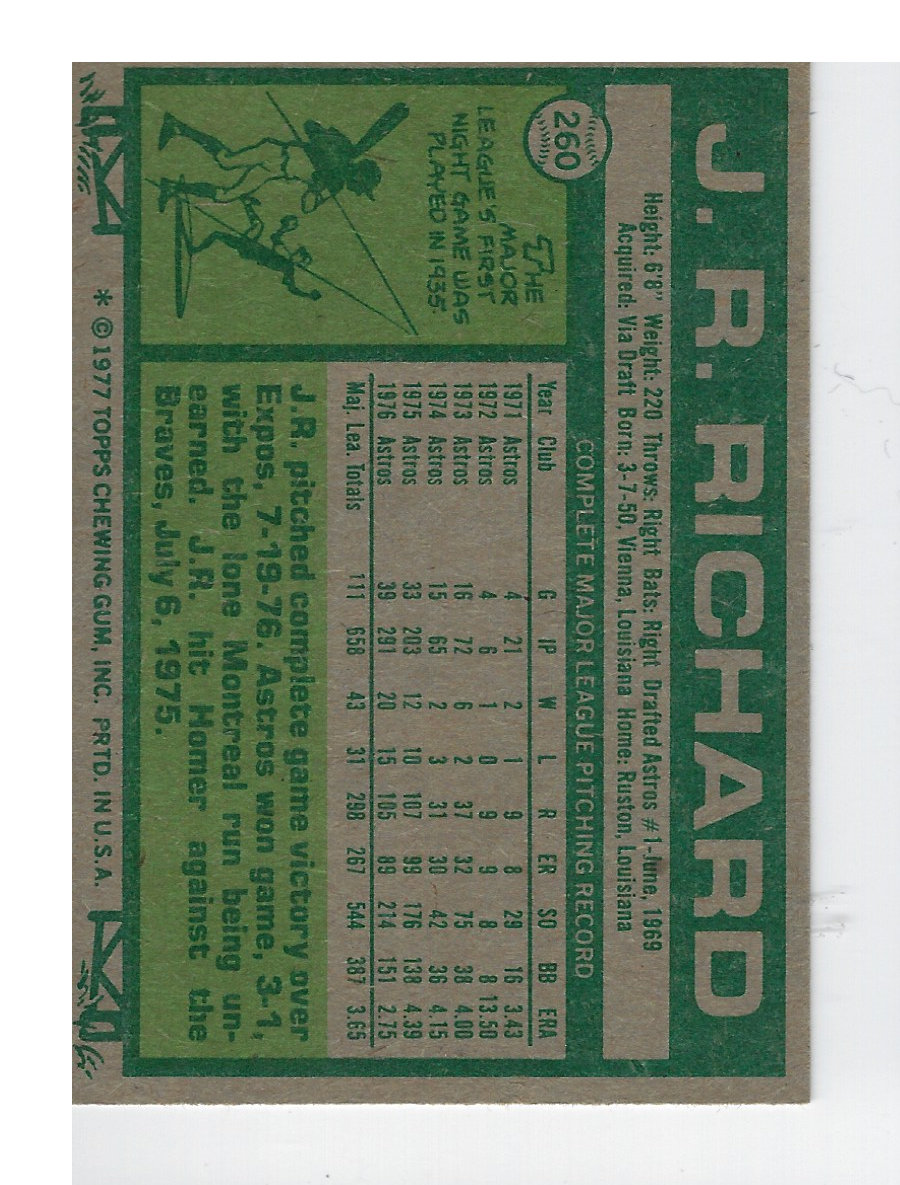 260
J. R. RICHARD
Height: 6'8" Weight: 220 Throws: Right Bats: Right Drafted Astros #1-June, 1969
Acquired: Via Draft Born: 3-7-50, Vienna, Louisiana Home: Ruston, Louisiana
THE
MAJOR
LEAGUE'S FIRST
NIGHT GAME WAS
PLAYED IN 1935.
COMPLETE MAJOR LEAGUE PITCHING RECORD
Year Club G IP W L R ER SO BB ERA
1971 Astros 4 21 2 1 9 8 29 16 3.43
1972 Astros 4 6 1 0 9 9 8 8 13.50
1973 Astros 16 72 6 2 37 32 75 38 4.00
1974 Astros 15 65 2 3 31 30 42 36 4.15
1975 Astros 33 203 12 10 107 99 176 138 4.39
1976 Astros 39 291 20 15 105 89 214 151 2.75
Maj. Lea. Totals 111 658 43 31 298 267 544 387 3.65
J.R. pitched complete game victory over
Expos, 7-19-76. Astros won game, 3-1,
with the lone Montreal run being un-
earned. J.R. hit Homer against the
Braves, July 6, 1975.
* © 1977 TOPPS CHEWING GUM, INC. PRTD. IN U.S.A.